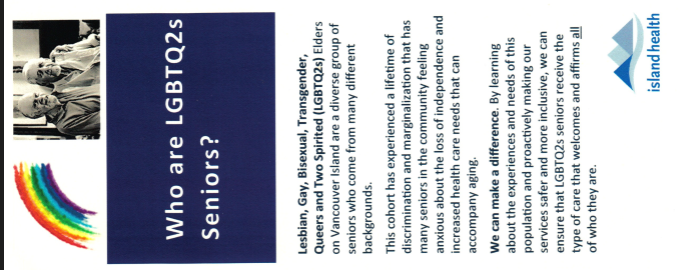 Who are LGBTQ2s
Seniors?
Lesbian, Gay, Bisexual, Transgender,
Queers and Two Spirited (LGBTQ2s) Elders
on Vancouver Island are a diverse group of
seniors who come from many different
backgrounds.
This cohort has experienced a lifetime of
discrimination and marginalization that has
many seniors in the community feeling
anxious about the loss of independence and
increased health care needs that can
accompany aging.
We can make a difference. By learning
about the experiences and needs of this
population and proactively making our
services safer and more inclusive, we can
ensure that LGBTQ2s seniors receive the
type of care that welcomes and affirms all
of who they are.
island health